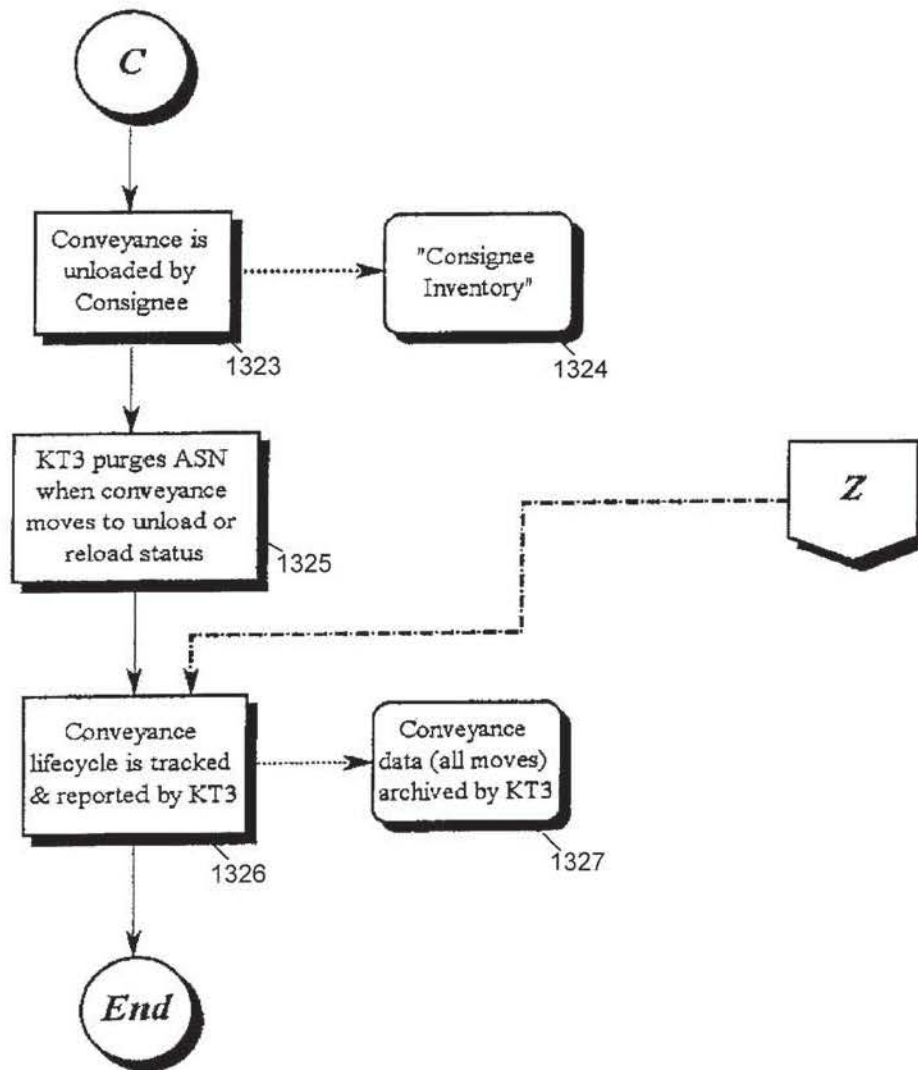 C
Conveyance is
unloaded by
Consignee
1323
"Consignee
Inventory"
1324
KT3 purges ASN
when conveyance
moves to unload or
reload status
1325
Z
Conveyance
lifecycle is tracked
& reported by KT3
1326
Conveyance
data (all moves)
archived by KT3
1327
End